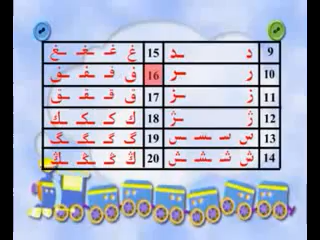 9 د ـد 15 غ غـ ـغـ ـغ
10 ر ـر 16 ف فـ ـفـ ـف
11 ز ـز 17 ق قـ ـقـ ـق
12 ژ ـژ 18 ك كـ ـكـ ـك
13 س سـ ـسـ ـس 19 گ گـ ـگـ ـگ
14 ش شـ ـشـ ـش 20 ڭ ڭـ ـڭـ ـڭ